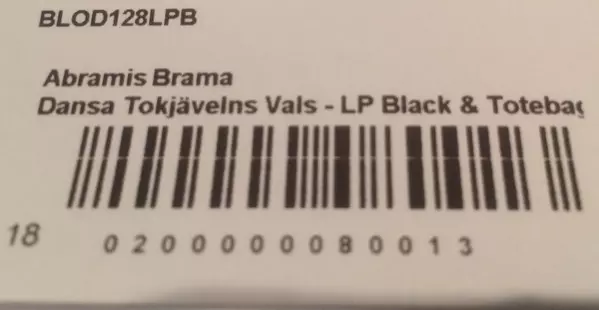 BLOD128LPB
Abramis Brama
Dansa Tokjävelns Vals - LP Black & Totebag
18
0200000080013